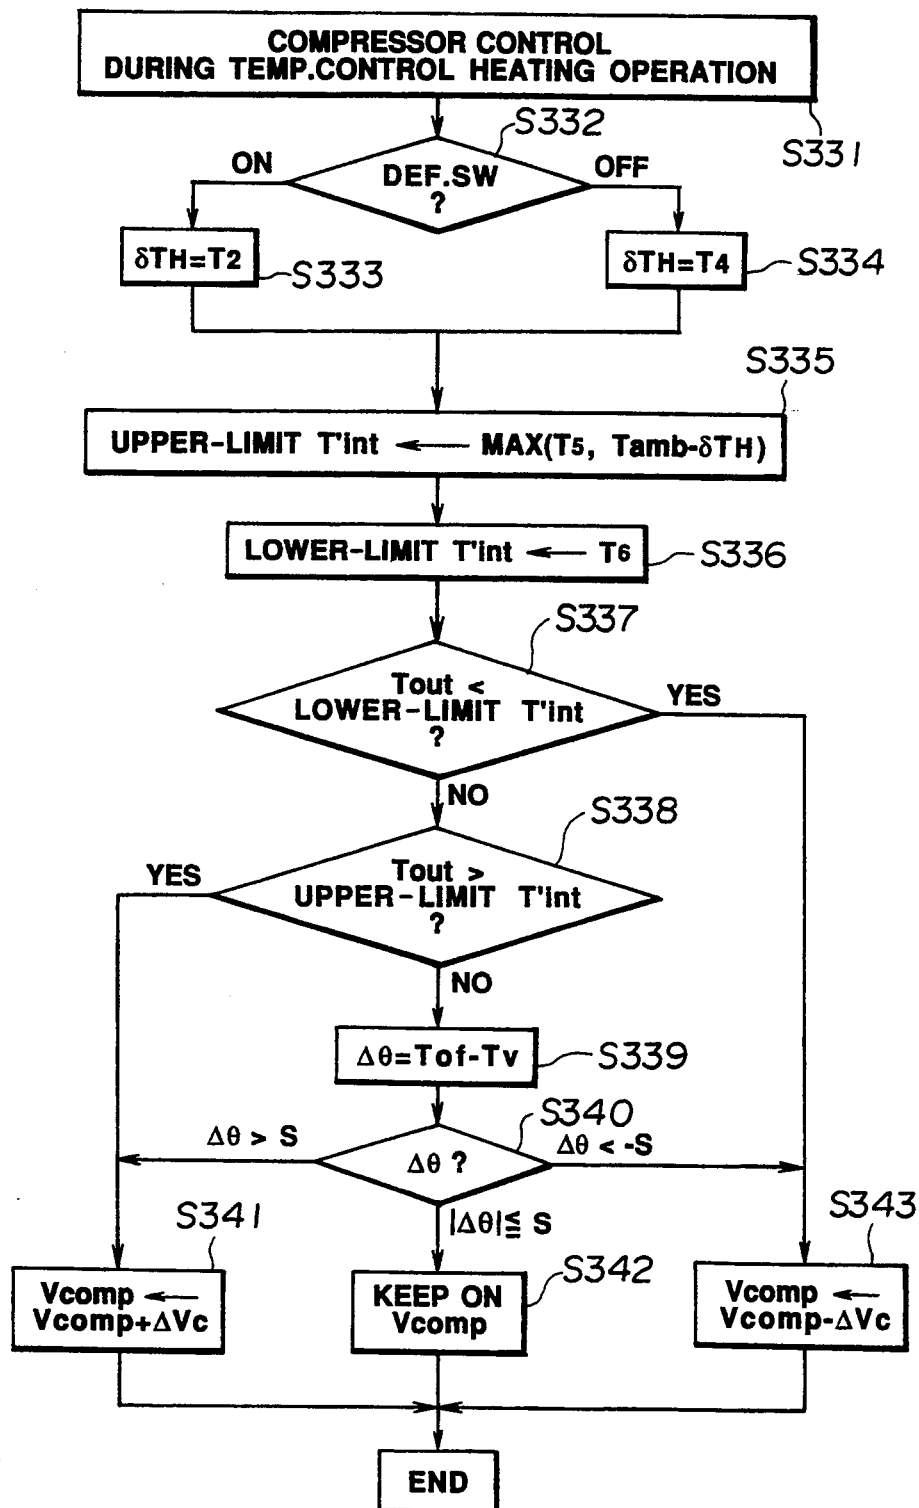 COMPRESSOR CONTROL
DURING TEMP.CONTROL HEATING OPERATION
S331
S332
ON
DEF.SW
?
OFF
δTH=T2
S333
δTH=T4
S334
S335
UPPER-LIMIT T'int ← MAX(T5, Tamb-δTH)
LOWER-LIMIT T'int ← T6
S336
S337
Tout <
LOWER-LIMIT T'int
?
YES
NO
S338
Tout >
UPPER-LIMIT T'int
?
YES
NO
Δθ=Tof-Tv
S339
S340
Δθ > S
Δθ ?
Δθ < -S
|Δθ|≦ S
S341
Vcomp ←
Vcomp+ΔVc
S342
KEEP ON
Vcomp
S343
Vcomp ←
Vcomp-ΔVc
END